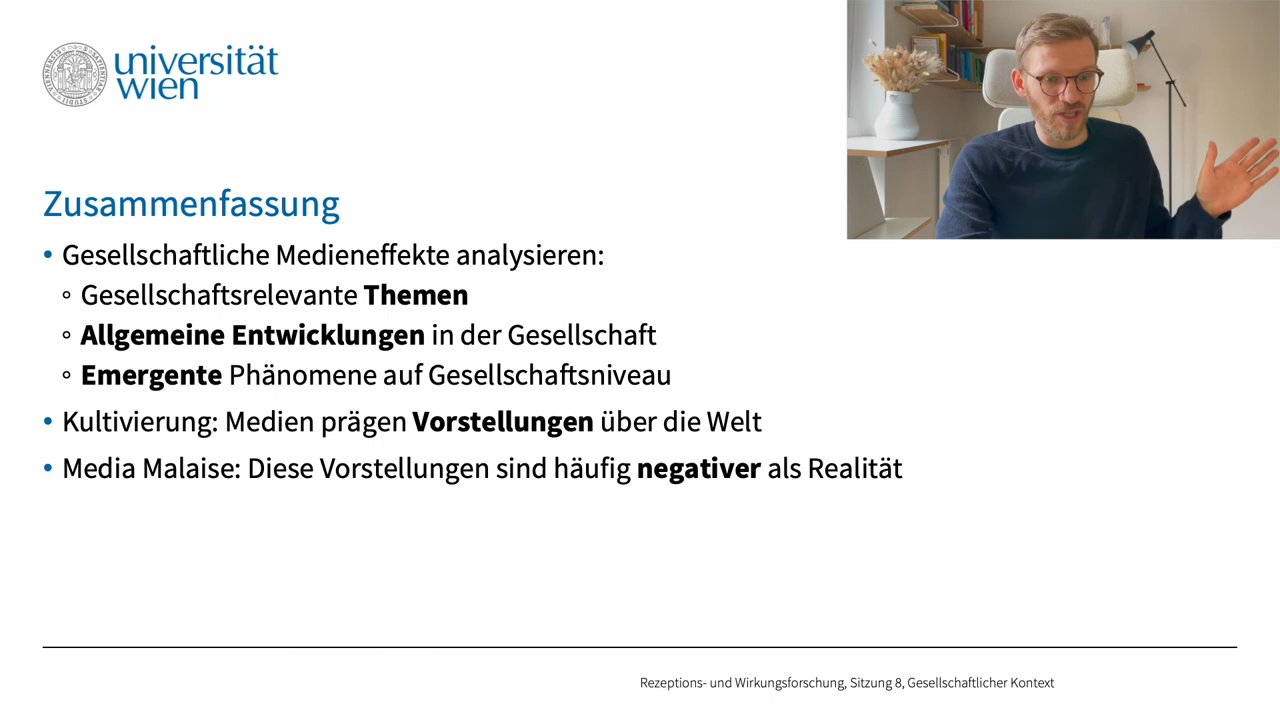 universität
wien
Zusammenfassung
• Gesellschaftliche Medieneffekte analysieren:
◦ Gesellschaftsrelevante Themen
◦ Allgemeine Entwicklungen in der Gesellschaft
◦ Emergente Phänomene auf Gesellschaftsniveau
• Kultivierung: Medien prägen Vorstellungen über die Welt
• Media Malaise: Diese Vorstellungen sind häufig negativer als Realität
Rezeptions- und Wirkungsforschung, Sitzung 8, Gesellschaftlicher Kontext